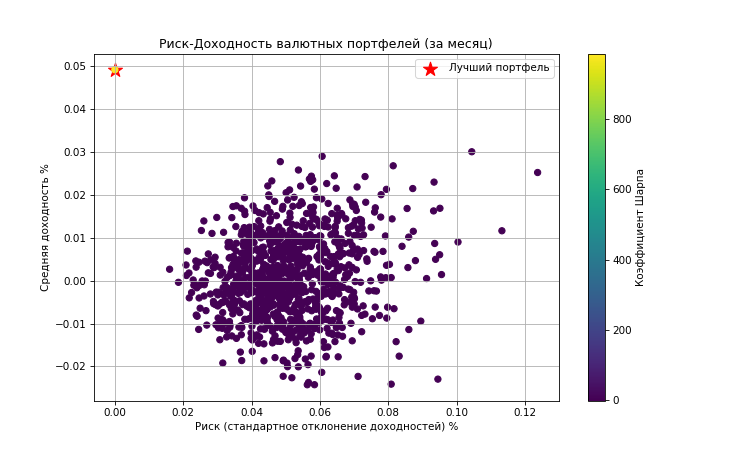 Риск-Доходность валютных портфелей (за месяц)
Лучший портфель
0.05
0.04
0.03
0.02
0.01
0.00
−0.01
−0.02
Средняя доходность %
0.00 0.02 0.04 0.06 0.08 0.10 0.12
Риск (стандартное отклонение доходностей) %
800
600
400
200
0
Коэффициент Шарпа